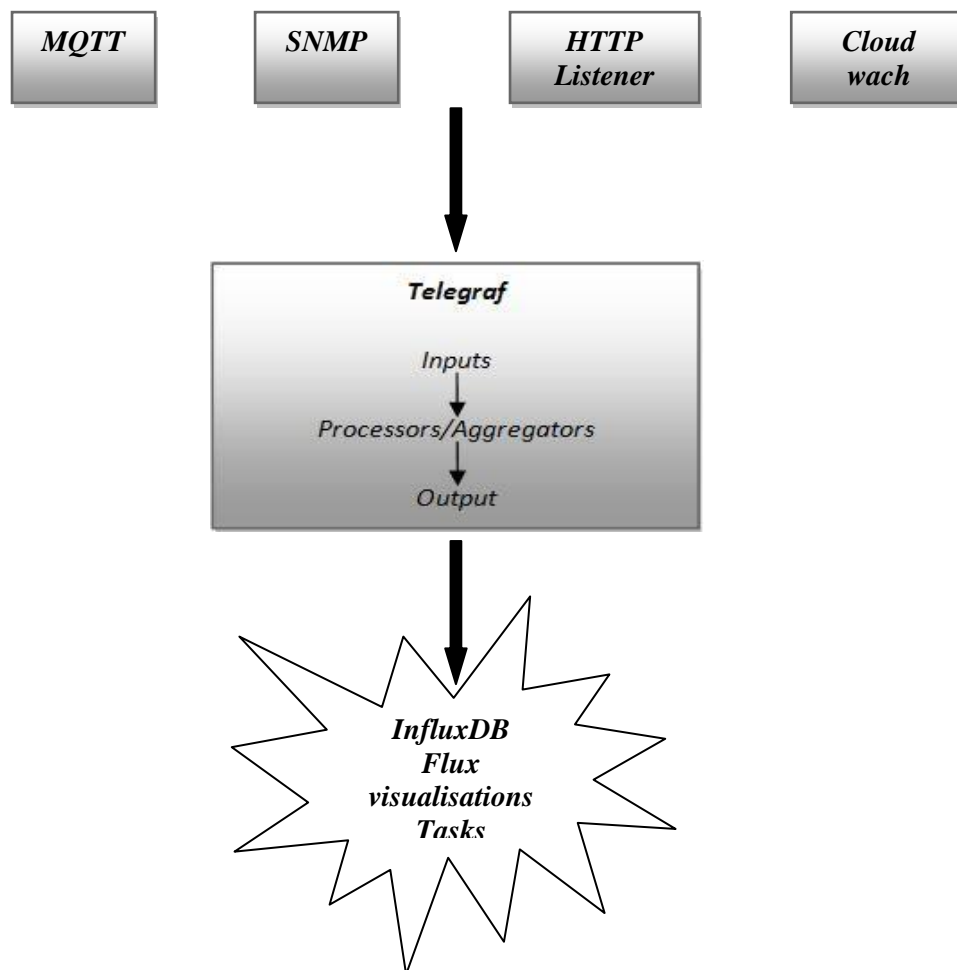 MQTT
SNMP
HTTP
Listener
Cloud
wach
Telegraf
Inputs
Processors/Aggregators
Output
InfluxDB
Flux
visualisations
Tasks